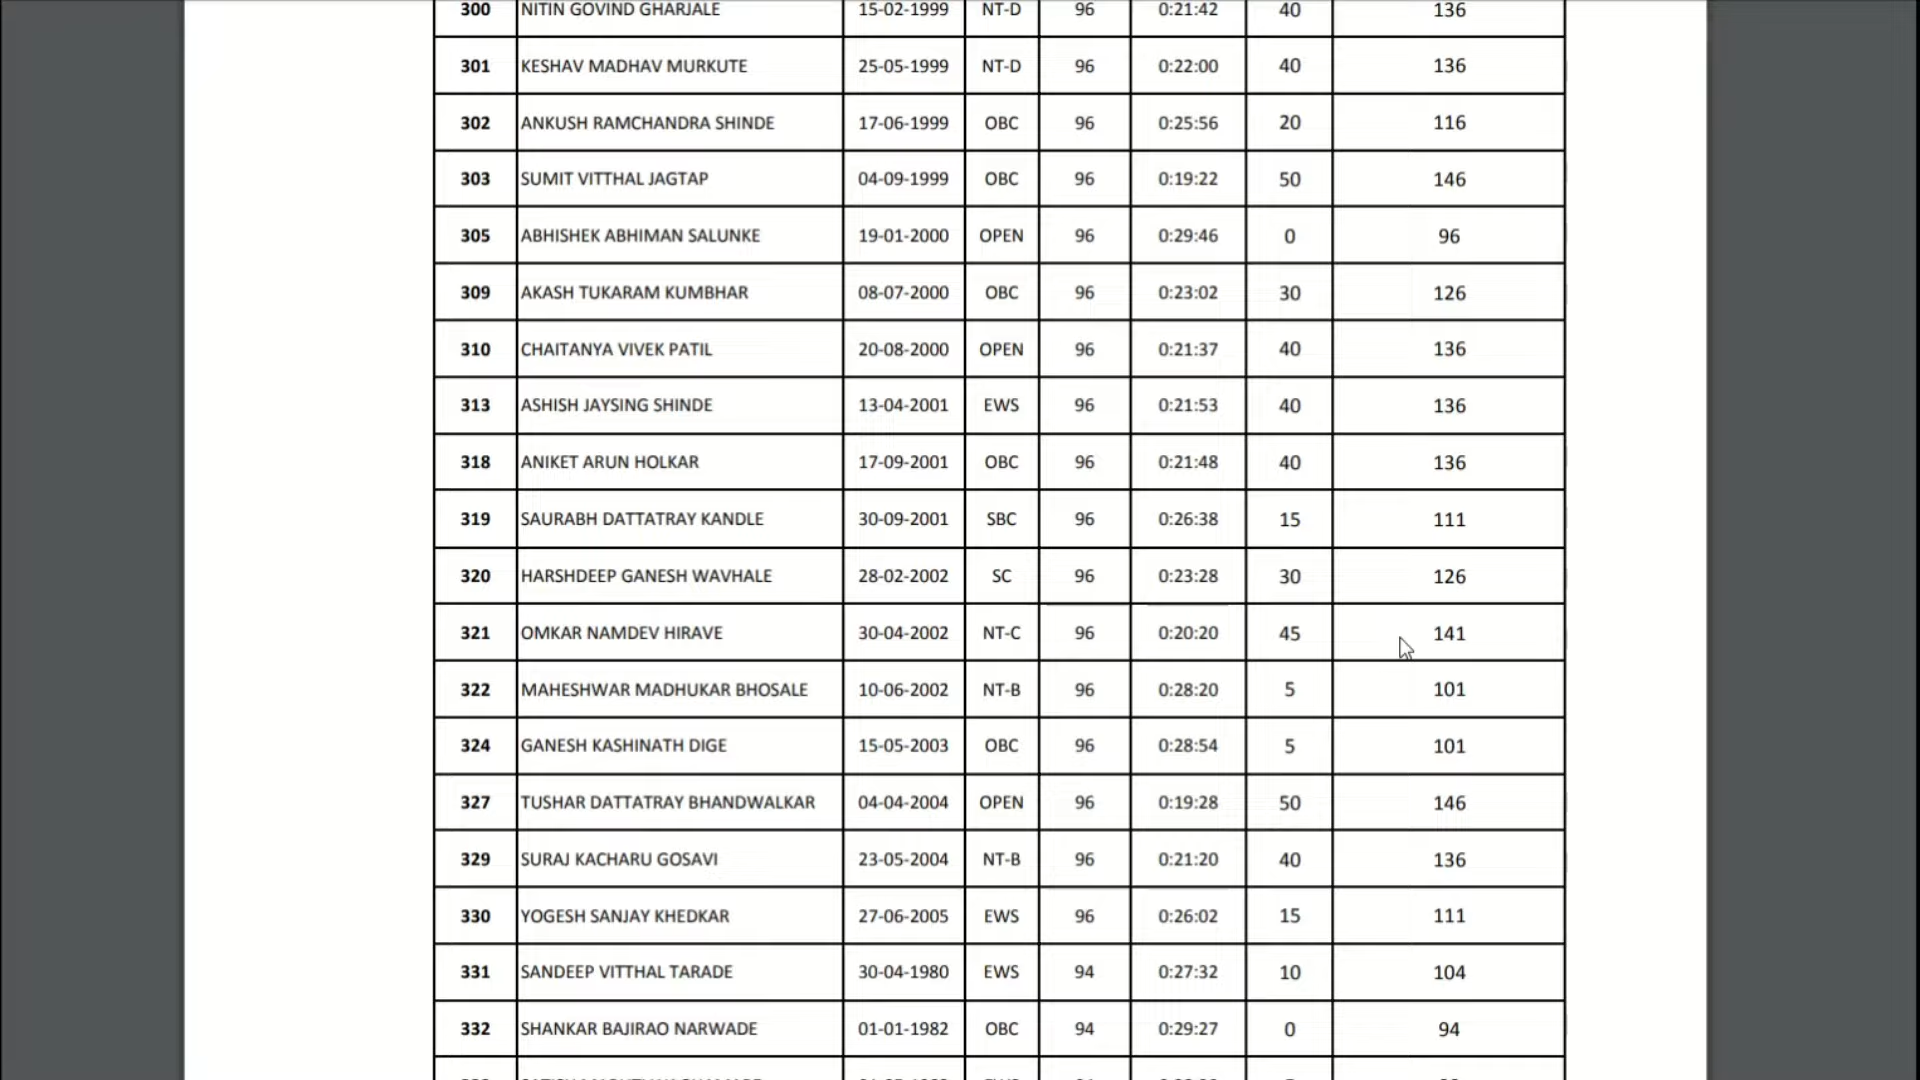 300 NITIN GOVIND GHARJALE 15-02-1999 NT-D 96 0:21:42 40 136
301 KESHAV MADHAV MURKUTE 25-05-1999 NT-D 96 0:22:00 40 136
302 ANKUSH RAMCHANDRA SHINDE 17-06-1999 OBC 96 0:25:56 20 116
303 SUMIT VITTHAL JAGTAP 04-09-1999 OBC 96 0:19:22 50 146
305 ABHISHEK ABHIMAN SALUNKE 19-01-2000 OPEN 96 0:29:46 0 96
309 AKASH TUKARAM KUMBHAR 08-07-2000 OBC 96 0:23:02 30 126
310 CHAITANYA VIVEK PATIL 20-08-2000 OPEN 96 0:21:37 40 136
313 ASHISH JAYSING SHINDE 13-04-2001 EWS 96 0:21:53 40 136
318 ANIKET ARUN HOLKAR 17-09-2001 OBC 96 0:21:48 40 136
319 SAURABH DATTATRAY KANDLE 30-09-2001 SBC 96 0:26:38 15 111
320 HARSHDEEP GANESH WAVHALE 28-02-2002 SC 96 0:23:28 30 126
321 OMKAR NAMDEV HIRAVE 30-04-2002 NT-C 96 0:20:20 45 141
322 MAHESHWAR MADHUKAR BHOSALE 10-06-2002 NT-B 96 0:28:20 5 101
324 GANESH KASHINATH DIGE 15-05-2003 OBC 96 0:28:54 5 101
327 TUSHAR DATTATRAY BHANDWALKAR 04-04-2004 OPEN 96 0:19:28 50 146
329 SURAJ KACHARU GOSAVI 23-05-2004 NT-B 96 0:21:20 40 136
330 YOGESH SANJAY KHEDKAR 27-06-2005 EWS 96 0:26:02 15 111
331 SANDEEP VITTHAL TARADE 30-04-1980 EWS 94 0:27:32 10 104
332 SHANKAR BAJIRAO NARWADE 01-01-1982 OBC 94 0:29:27 0 94